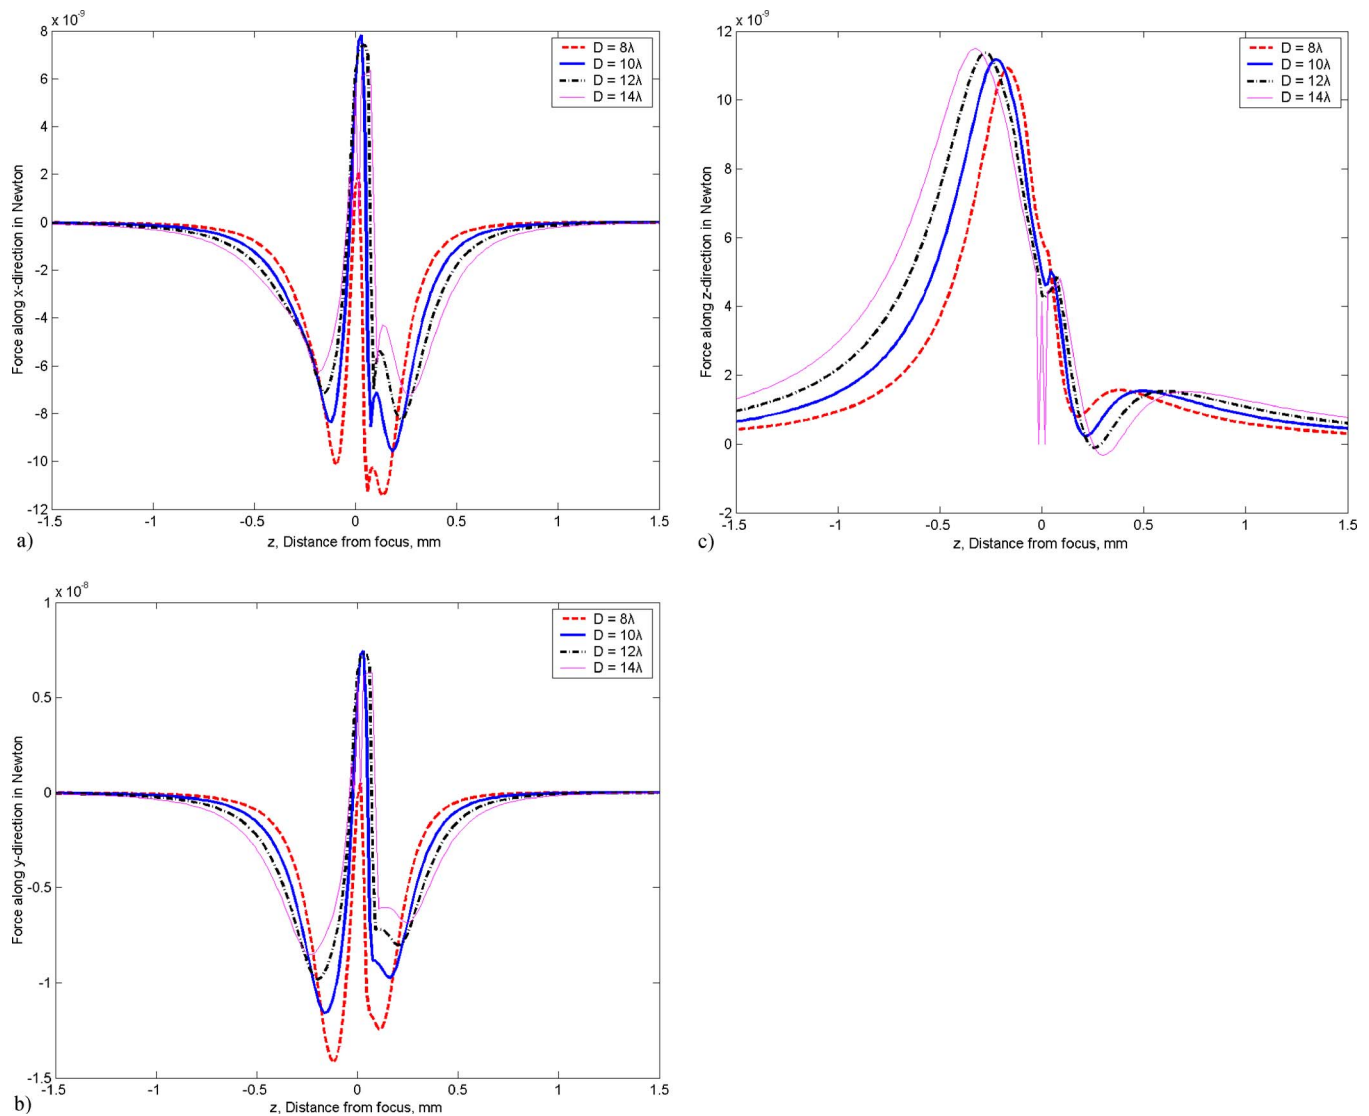 x 10^-9
8
6
4
2
0
-2
-4
-6
-8
-10
-12
-1.5 -1 -0.5 0 0.5 1 1.5
Force along x-direction in Newton
z, Distance from focus, mm
D = 8λ
D = 10λ
D = 12λ
D = 14λ
a)
x 10^-9
12
10
8
6
4
2
0
-2
-1.5 -1 -0.5 0 0.5 1 1.5
Force along z-direction in Newton
z, Distance from focus, mm
D = 8λ
D = 10λ
D = 12λ
D = 14λ
c)
x 10^-8
1
0.5
0
-0.5
-1
-1.5
-1.5 -1 -0.5 0 0.5 1 1.5
Force along y-direction in Newton
z, Distance from focus, mm
D = 8λ
D = 10λ
D = 12λ
D = 14λ
b)